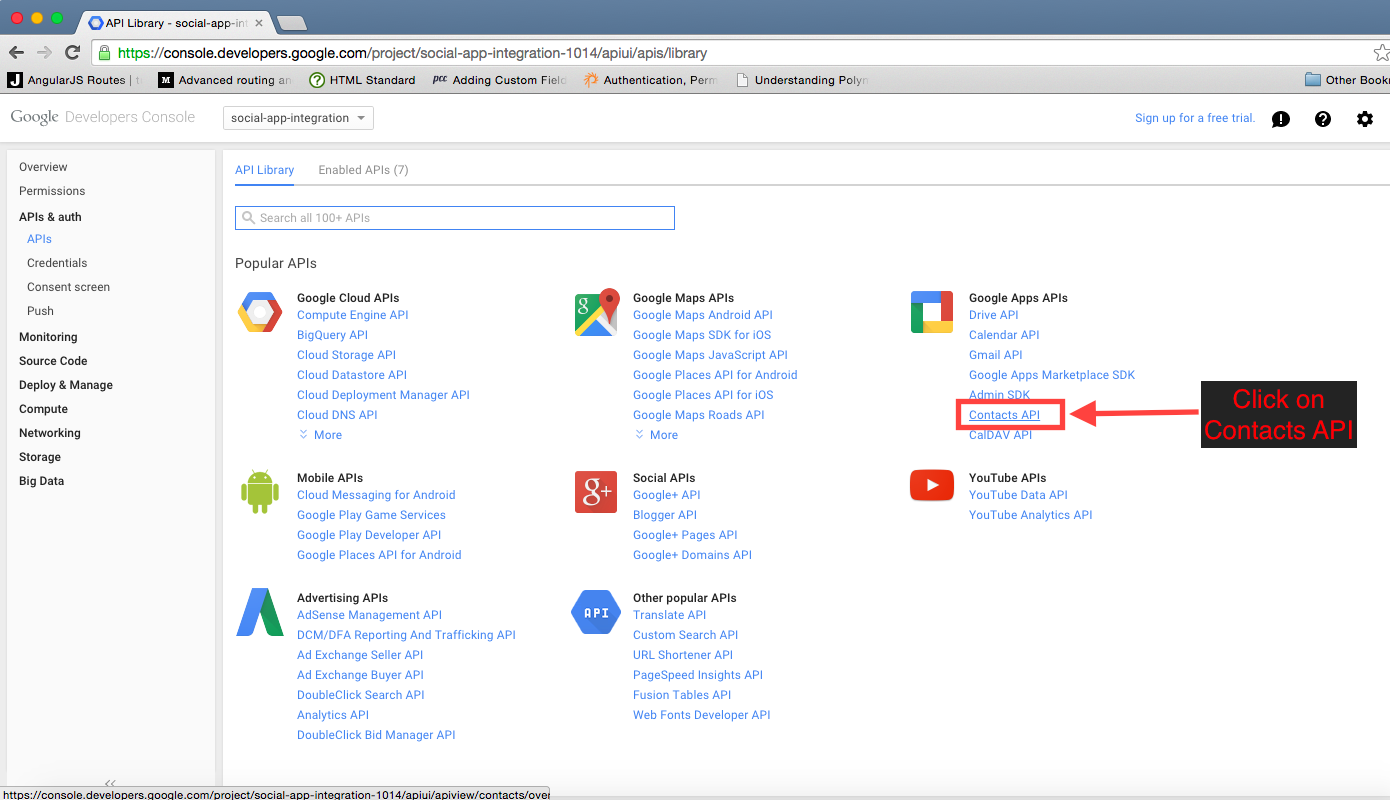 API Library - social-app-int
https://console.developers.google.com/project/social-app-integration-1014/apiui/apis/library
AngularJS Routes | t
Advanced routing an
HTML Standard
pcc Adding Custom Field
Authentication, Perm
Understanding Polym
Other Bookm
Google Developers Console
social-app-integration
Sign up for a free trial.
Overview
Permissions
APIs & auth
APIs
Credentials
Consent screen
Push
Monitoring
Source Code
Deploy & Manage
Compute
Networking
Storage
Big Data
API Library
Enabled APIs (7)
Search all 100+ APIs
Popular APIs
Google Cloud APIs
Compute Engine API
BigQuery API
Cloud Storage API
Cloud Datastore API
Cloud Deployment Manager API
Cloud DNS API
More
g
Google Maps APIs
Google Maps Android API
Google Maps SDK for iOS
Google Maps JavaScript API
Google Places API for Android
Google Places API for iOS
Google Maps Roads API
More
Google Apps APIs
Drive API
Calendar API
Gmail API
Google Apps Marketplace SDK
Admin SDK
Contacts API
CalDAV API
Click on
Contacts API
Mobile APIs
Cloud Messaging for Android
Google Play Game Services
Google Play Developer API
Google Places API for Android
g+
Social APIs
Google+ API
Blogger API
Google+ Pages API
Google+ Domains API
YouTube APIs
YouTube Data API
YouTube Analytics API
Advertising APIs
AdSense Management API
DCM/DFA Reporting And Trafficking API
Ad Exchange Seller API
Ad Exchange Buyer API
DoubleClick Search API
Analytics API
DoubleClick Bid Manager API
API
Other popular APIs
Translate API
Custom Search API
URL Shortener API
PageSpeed Insights API
Fusion Tables API
Web Fonts Developer API
https://console.developers.google.com/project/social-app-integration-1014/apiui/apiview/contacts/over